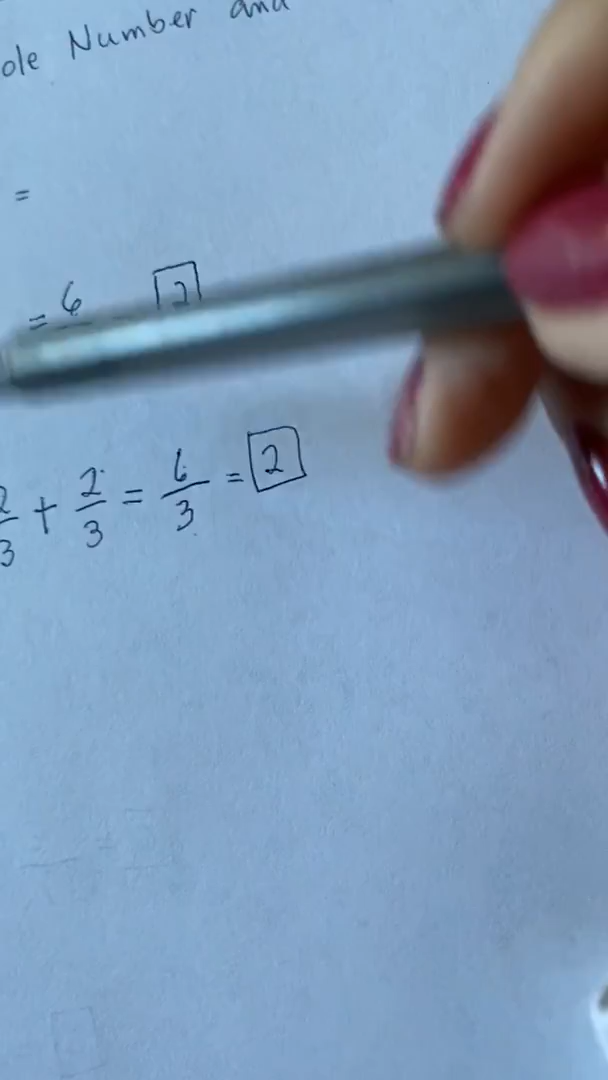 ole Number and
=
= 6 2
2/3 + 2/3 = 6/3 = 2